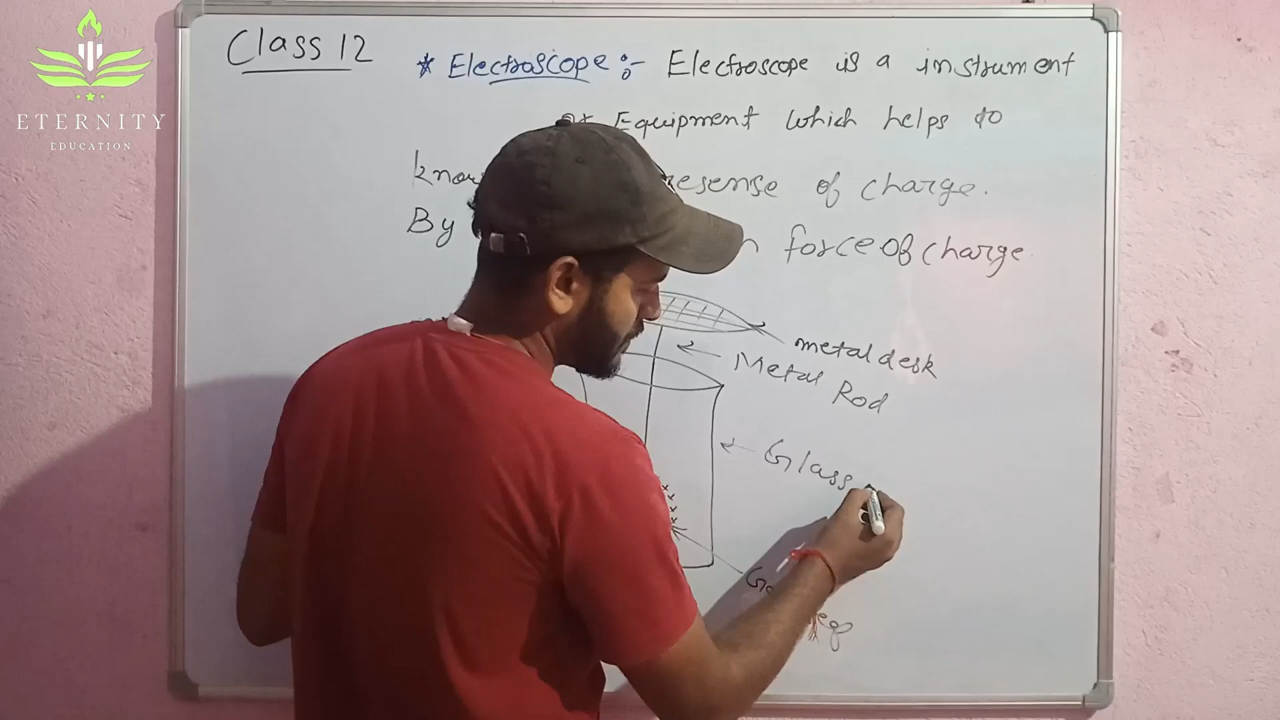 ETERNITY
EDUCATION
Class 12
* Electroscope :- Electroscope is a instrument
Equipment which helps to
of charge.
By force of charge
metal desk
Metal Rod
Glass